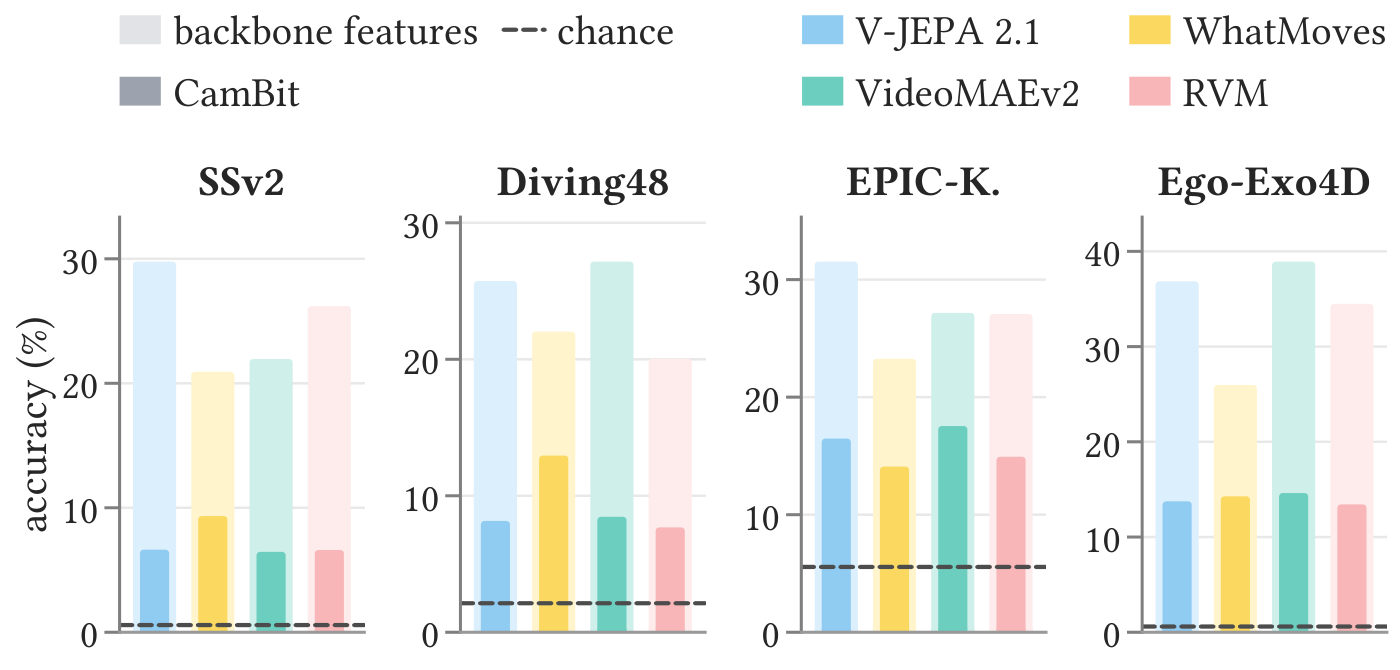 backbone features
chance
CamBit
V-JEPA 2.1
WhatMoves
VideoMAEv2
RVM
SSv2
Diving48
EPIC-K.
Ego-Exo4D
accuracy (%)
30
20
10
0
30
20
10
0
30
20
10
0
40
30
20
10
0